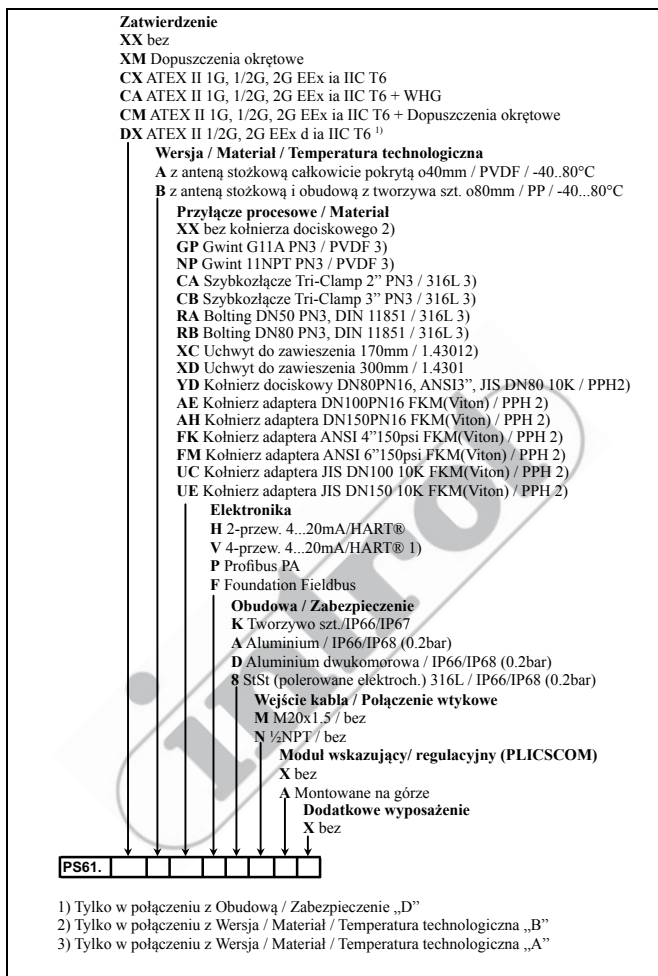 Zatwierdzenie
XX bez
XM Dopuszczenia okrętowe
CX ATEX II 1G, 1/2G, 2G EEx ia IIC T6
CA ATEX II 1G, 1/2G, 2G EEx ia IIC T6 + WHG
CM ATEX II 1G, 1/2G, 2G EEx ia IIC T6 + Dopuszczenia okrętowe
DX ATEX II 1/2G, 2G EEx d ia IIC T6 1)
Wersja / Materiał / Temperatura technologiczna
A z anteną stożkową całkowicie pokrytą o40mm / PVDF / -40..80°C
B z anteną stożkową i obudową z tworzywa szt. o80mm / PP / -40...80°C
Przyłącze procesowe / Materiał
XX bez kołnierza dociskowego 2)
GP Gwint G11A PN3 / PVDF 3)
NP Gwint 11NPT PN3 / PVDF 3)
CA Szybkozłącze Tri-Clamp 2” PN3 / 316L 3)
CB Szybkozłącze Tri-Clamp 3” PN3 / 316L 3)
RA Bolting DN50 PN3, DIN 11851 / 316L 3)
RB Bolting DN80 PN3, DIN 11851 / 316L 3)
XC Uchwyt do zawieszenia 170mm / 1.43012)
XD Uchwyt do zawieszenia 300mm / 1.4301
YD Kołnierz dociskowy DN80PN16, ANSI3”, JIS DN80 10K / PPH2)
AE Kołnierz adaptera DN100PN16 FKM(Viton) / PPH 2)
AH Kołnierz adaptera DN150PN16 FKM(Viton) / PPH 2)
FK Kołnierz adaptera ANSI 4”150psi FKM(Viton) / PPH 2)
FM Kołnierz adaptera ANSI 6”150psi FKM(Viton) / PPH 2)
UC Kołnierz adaptera JIS DN100 10K FKM(Viton) / PPH 2)
UE Kołnierz adaptera JIS DN150 10K FKM(Viton) / PPH 2)
Elektronika
H 2-przew. 4...20mA/HART®
V 4-przew. 4...20mA/HART® 1)
P Profibus PA
F Foundation Fieldbus
Obudowa / Zabezpieczenie
K Tworzywo szt./IP66/IP67
A Aluminium / IP66/IP68 (0.2bar)
D Aluminium dwukomorowa / IP66/IP68 (0.2bar)
8 StSt (polerowane elektroch.) 316L / IP66/IP68 (0.2bar)
Wejście kabla / Połączenie wtykowe
M M20x1.5 / bez
N ½NPT / bez
Moduł wskazujący/ regulacyjny (PLICSCOM)
X bez
A Montowane na górze
Dodatkowe wyposażenie
X bez
PS61.
1) Tylko w połączeniu z Obudową / Zabezpieczenie „D”
2) Tylko w połączeniu z Wersja / Materiał / Temperatura technologiczna „B”
3) Tylko w połączeniu z Wersja / Materiał / Temperatura technologiczna „A”
introl